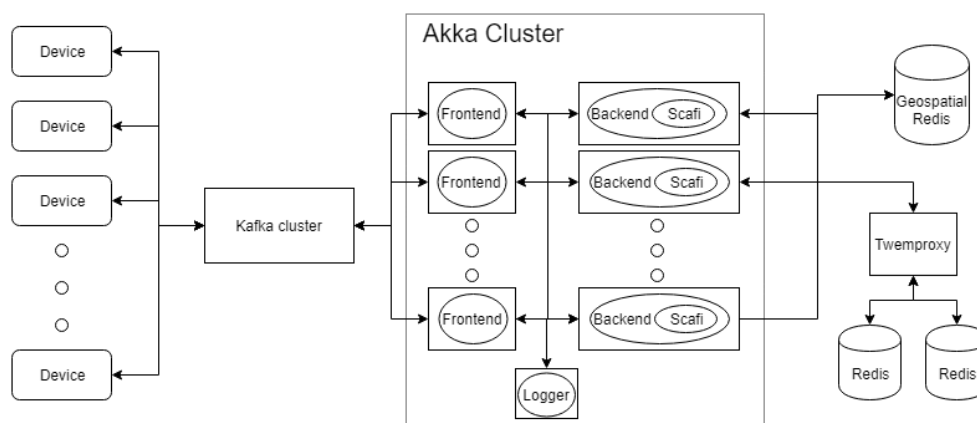 Akka Cluster
Device
Device
Device
Device
Kafka cluster
Frontend
Backend
Scafi
Frontend
Backend
Scafi
Frontend
Backend
Scafi
Logger
Geospatial
Redis
Twemproxy
Redis
Redis